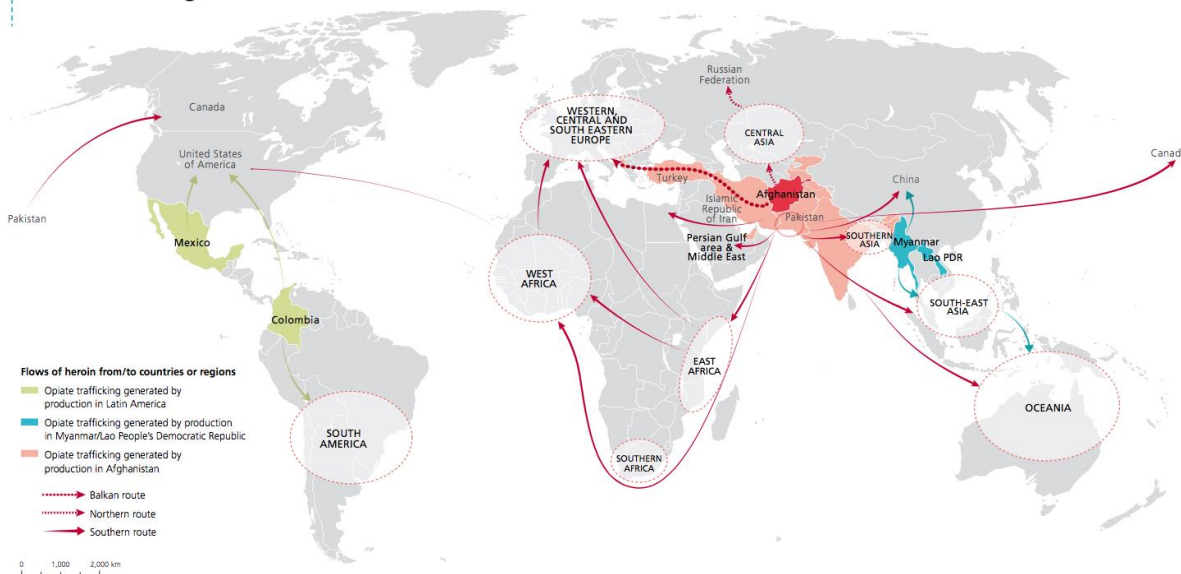 Russian
Federation
Canada
WESTERN,
CENTRAL AND
SOUTH EASTERN
EUROPE
CENTRAL
ASIA
United States
of America
Canad
China
Turkey
Afghanistan
Islamic
Republic
of Iran
Pakistan
Pakistan
Mexico
Persian Gulf
area &
Middle East
SOUTHERN
ASIA
Myanmar
Lao PDR
WEST
AFRICA
SOUTH-EAST
ASIA
Colombia
EAST
AFRICA
OCEANIA
SOUTH
AMERICA
SOUTHERN
AFRICA
Flows of heroin from/to countries or regions
Opiate trafficking generated by
production in Latin America
Opiate trafficking generated by production
in Myanmar/Lao People's Democratic Republic
Opiate trafficking generated by
production in Afghanistan
Balkan route
Northern route
Southern route
0 1,000 2,000 km